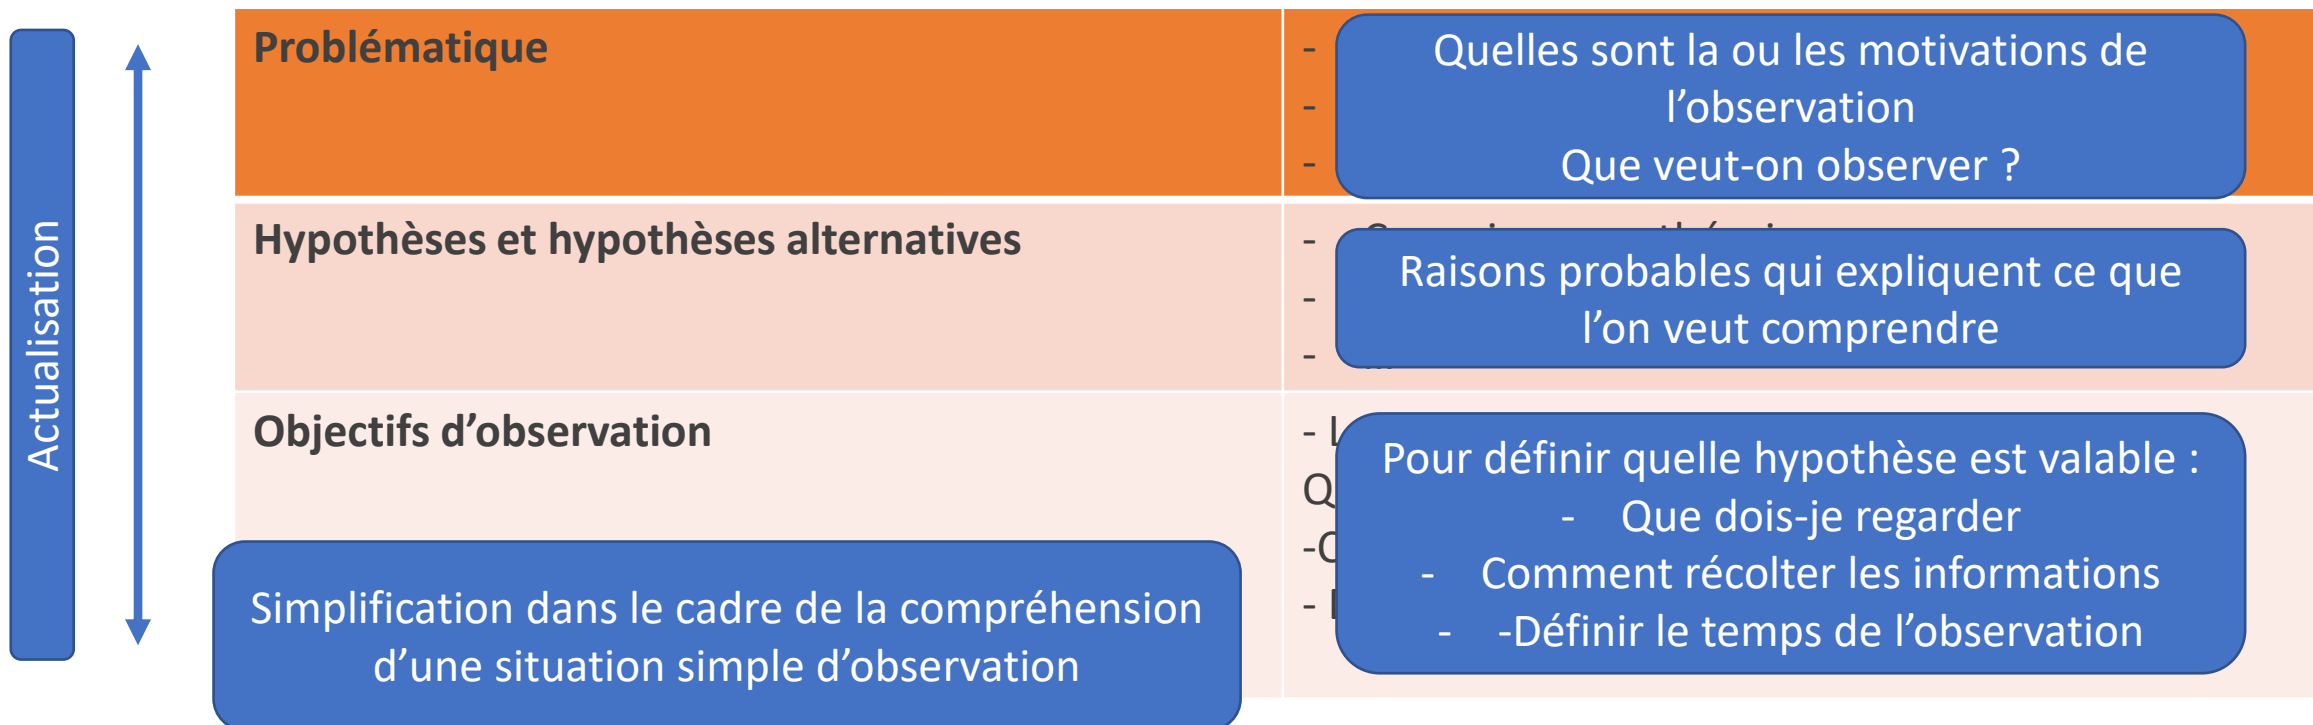 Actualisation
Problématique
-
-
-
Quelles sont la ou les motivations de
l’observation
Que veut-on observer ?
Hypothèses et hypothèses alternatives
-
-
-
Raisons probables qui expliquent ce que
l’on veut comprendre
Objectifs d’observation
-
-
-
Pour définir quelle hypothèse est valable :
- Que dois-je regarder
- Comment récolter les informations
- -Définir le temps de l’observation
Simplification dans le cadre de la compréhension
d’une situation simple d’observation